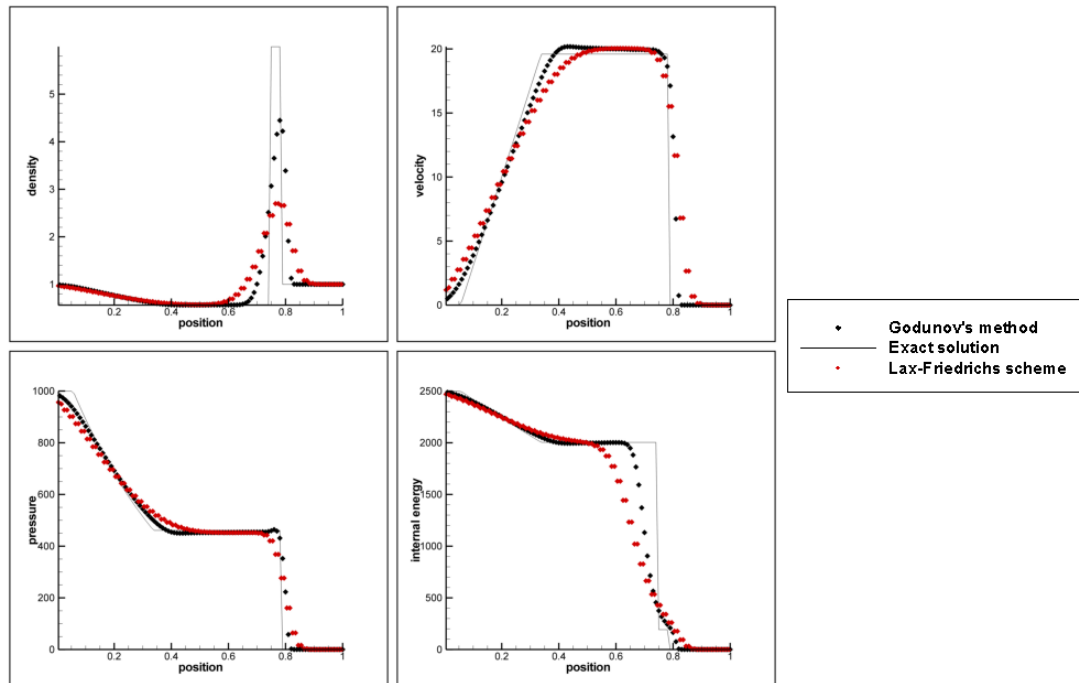 5
4
3
2
1
density
0.2 0.4 0.6 0.8 1
position
20
15
10
5
0
velocity
0.2 0.4 0.6 0.8 1
position
Godunov's method
Exact solution
Lax-Friedrichs scheme
1000
800
600
400
200
0
pressure
0.2 0.4 0.6 0.8 1
position
2500
2000
1500
1000
500
0
internal energy
0.2 0.4 0.6 0.8 1
position